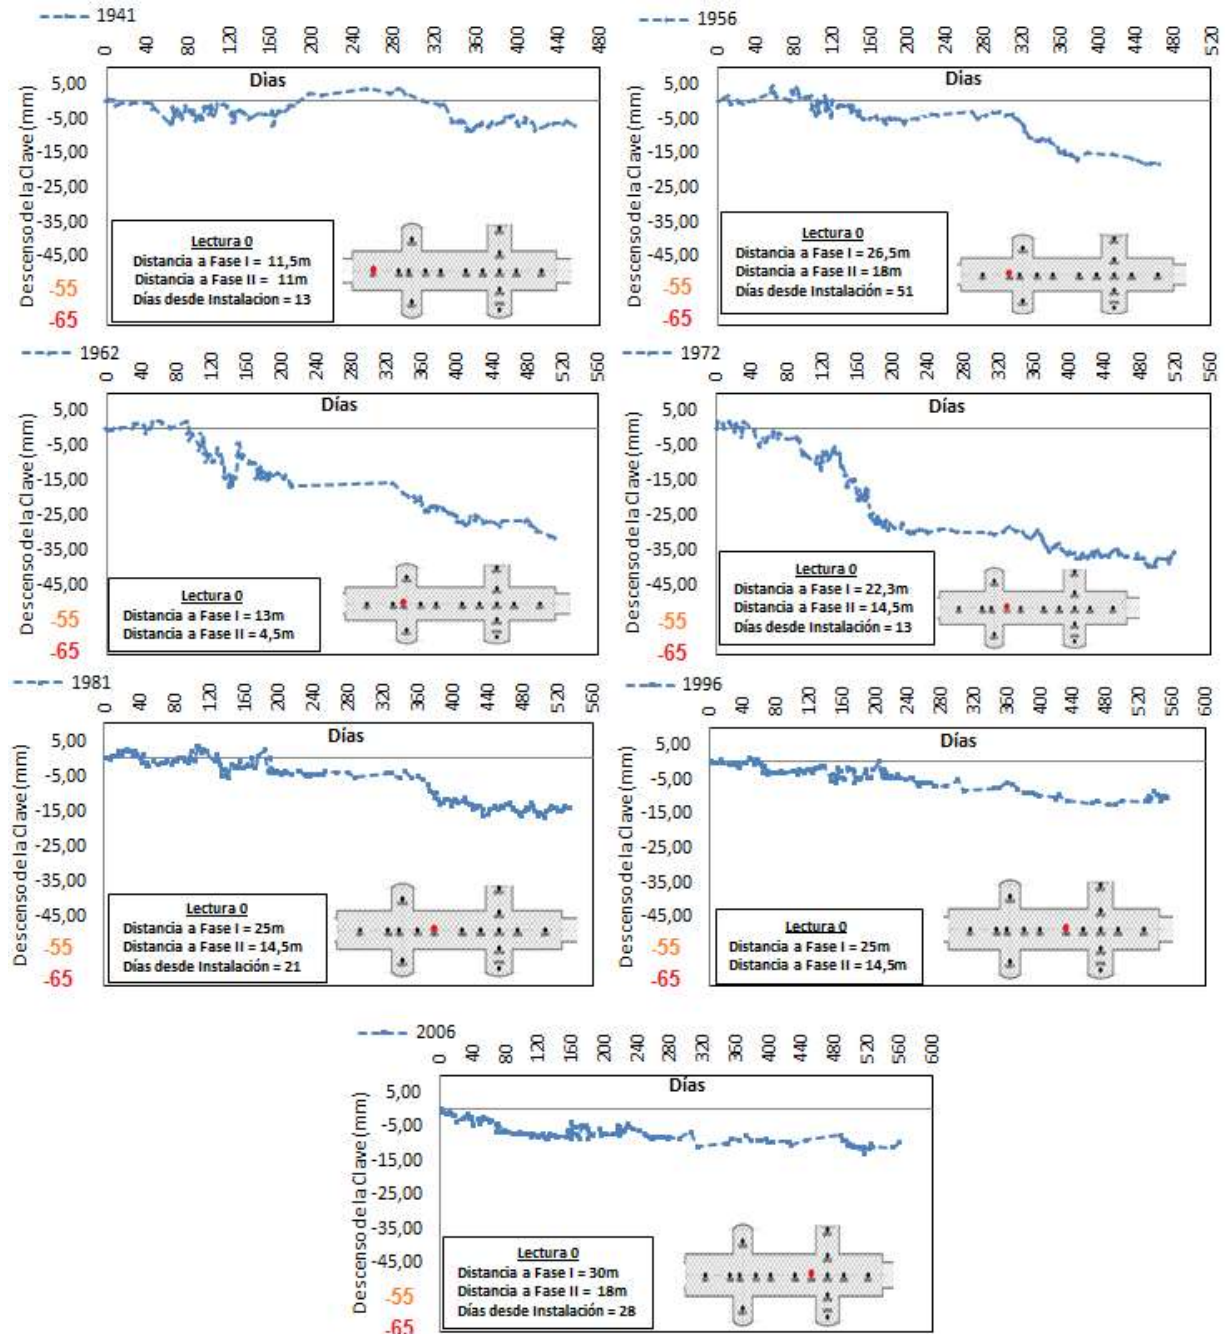 1941
0 40 80 120 160 200 240 280 320 360 400 440 480
Dias
Descenso de la Clave (mm)
5,00
-5,00
-15,00
-25,00
-35,00
-45,00
-55
-65
Lectura 0
Distancia a Fase I = 11,5m
Distancia a Fase II = 11m
Días desde Instalacion = 13
1956
0 40 80 120 160 200 240 280 320 360 400 440 480 520
Días
Descenso de la Clave (mm)
5,00
-5,00
-15,00
-25,00
-35,00
-45,00
-55
-65
Lectura 0
Distancia a Fase I = 26,5m
Distancia a Fase II = 18m
Días desde Instalación = 51
1962
0 40 80 120 160 200 240 280 320 360 400 440 480 520 560
Días
Descenso de la Clave (mm)
5,00
-5,00
-15,00
-25,00
-35,00
-45,00
-55
-65
Lectura 0
Distancia a Fase I = 13m
Distancia a Fase II = 4,5m
1972
0 40 80 120 160 200 240 280 320 360 400 440 480 520 560
Días
Descenso de la Clave (mm)
5,00
-5,00
-15,00
-25,00
-35,00
-45,00
-55
-65
Lectura 0
Distancia a Fase I = 22,3m
Distancia a Fase II = 14,5m
Días desde Instalación = 13
1981
0 40 80 120 160 200 240 280 320 360 400 440 480 520 560
Días
Descenso de la Clave (mm)
5,00
-5,00
-15,00
-25,00
-35,00
-45,00
-55
-65
Lectura 0
Distancia a Fase I = 25m
Distancia a Fase II = 14,5m
Días desde Instalación = 21
1996
0 40 80 120 160 200 240 280 320 360 400 440 480 520 560 600
Días
Descenso de la Clave (mm)
5,00
-5,00
-15,00
-25,00
-35,00
-45,00
-55
-65
Lectura 0
Distancia a Fase I = 25m
Distancia a Fase II = 14,5m
2006
0 40 80 120 160 200 240 280 320 360 400 440 480 520 560 600
Días
Descenso de la Clave (mm)
5,00
-5,00
-15,00
-25,00
-35,00
-45,00
-55
-65
Lectura 0
Distancia a Fase I = 30m
Distancia a Fase II = 18m
Días desde Instalación = 28